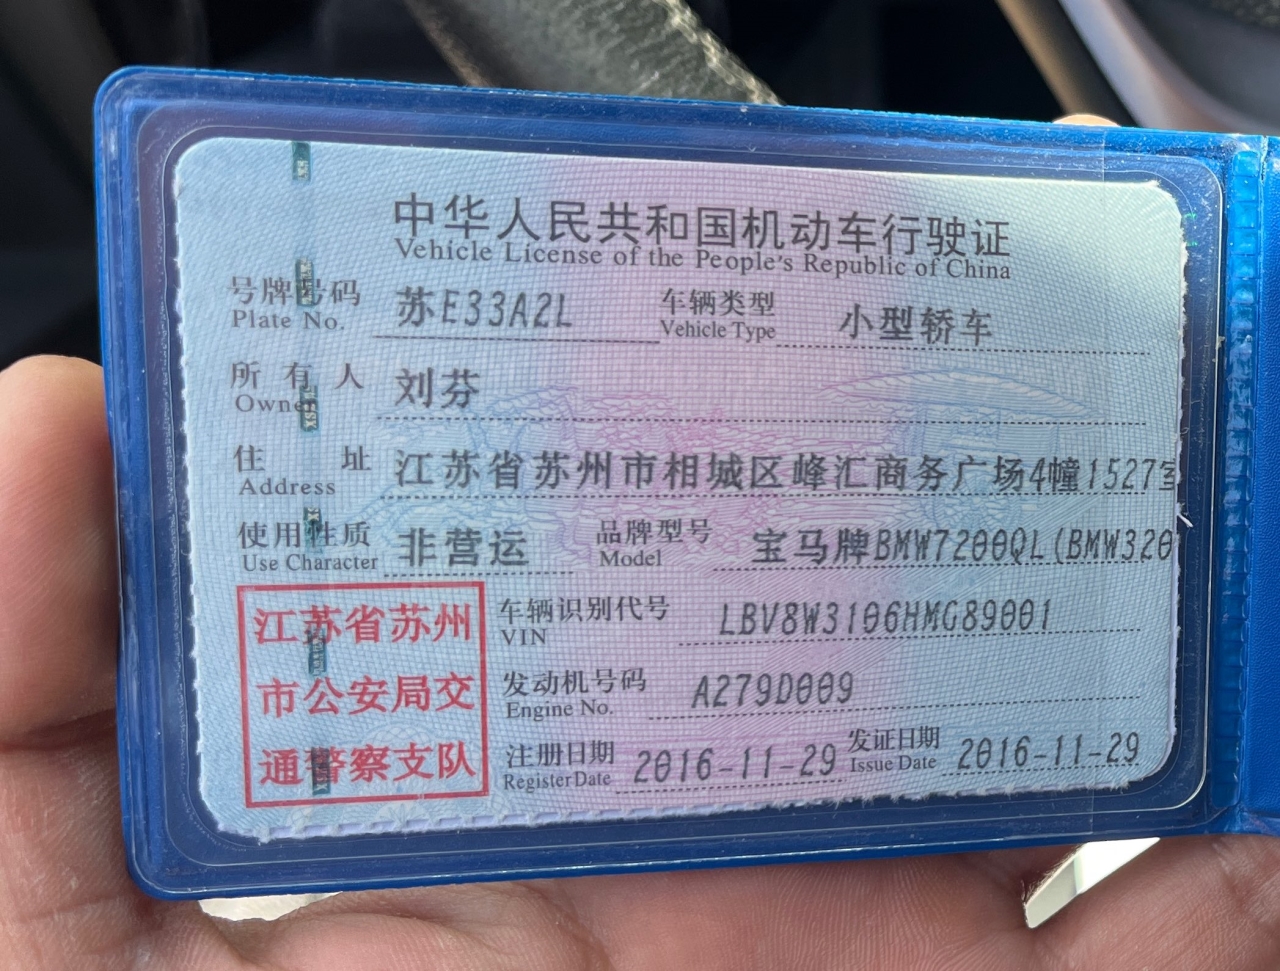 中华人民共和国机动车行驶证
Vehicle License of the People's Republic of China
号牌号码 苏E33A2L 车辆类型 小型轿车
Plate No. Vehicle Type
所有人 刘芬
Owner
住址 江苏省苏州市相城区峰汇商务广场4幢1527室
Address
使用性质 非营运 品牌型号 宝马牌BMW7200QL(BMW320
Use Character Model
江苏省苏州
市公安局交
通警察支队
车辆识别代号 LBV8W3106HMG89001
VIN
发动机号码 A279D009
Engine No.
注册日期 2016-11-29 发证日期 2016-11-29
Register Date Issue Date